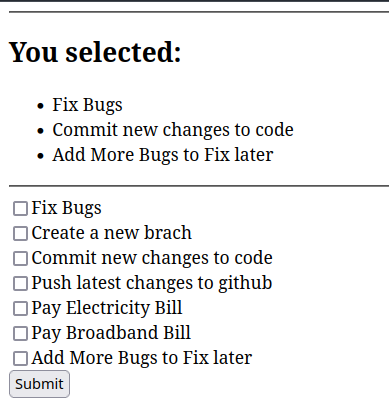 You selected:
Fix Bugs
Commit new changes to code
Add More Bugs to Fix later
Fix Bugs
Create a new brach
Commit new changes to code
Push latest changes to github
Pay Electricity Bill
Pay Broadband Bill
Add More Bugs to Fix later
Submit